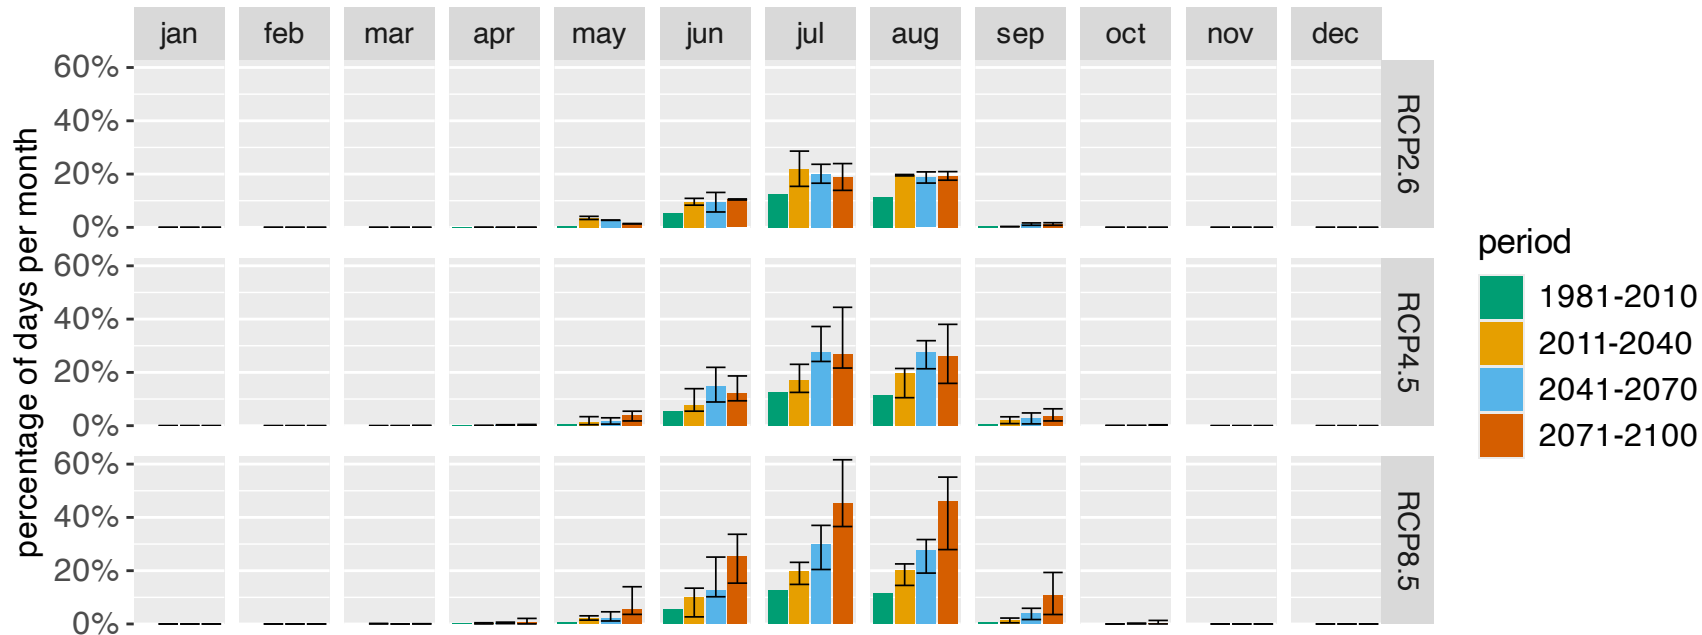 jan feb mar apr may jun jul aug sep oct nov dec
percentage of days per month
60%
40%
20%
0%
RCP2.6
60%
40%
20%
0%
RCP4.5
60%
40%
20%
0%
RCP8.5
period
1981-2010
2011-2040
2041-2070
2071-2100